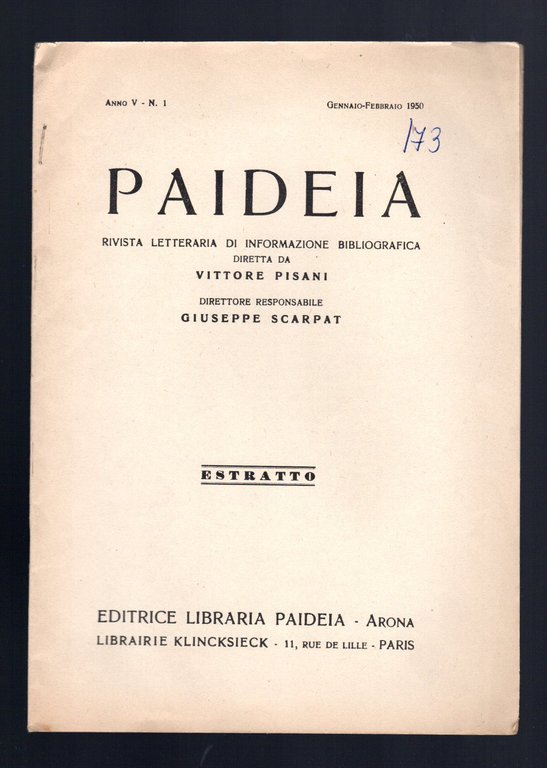 ANNO V - N. 1
GENNAIO-FEBBRAIO 1950
173
PAIDEIA
RIVISTA LETTERARIA DI INFORMAZIONE BIBLIOGRAFICA
DIRETTA DA
VITTORE PISANI
DIRETTORE RESPONSABILE
GIUSEPPE SCARPAT
ESTRATTO
EDITRICE LIBRARIA PAIDEIA - ARONA
LIBRAIRIE KLINCKSIECK - 11, RUE DE LILLE - PARIS